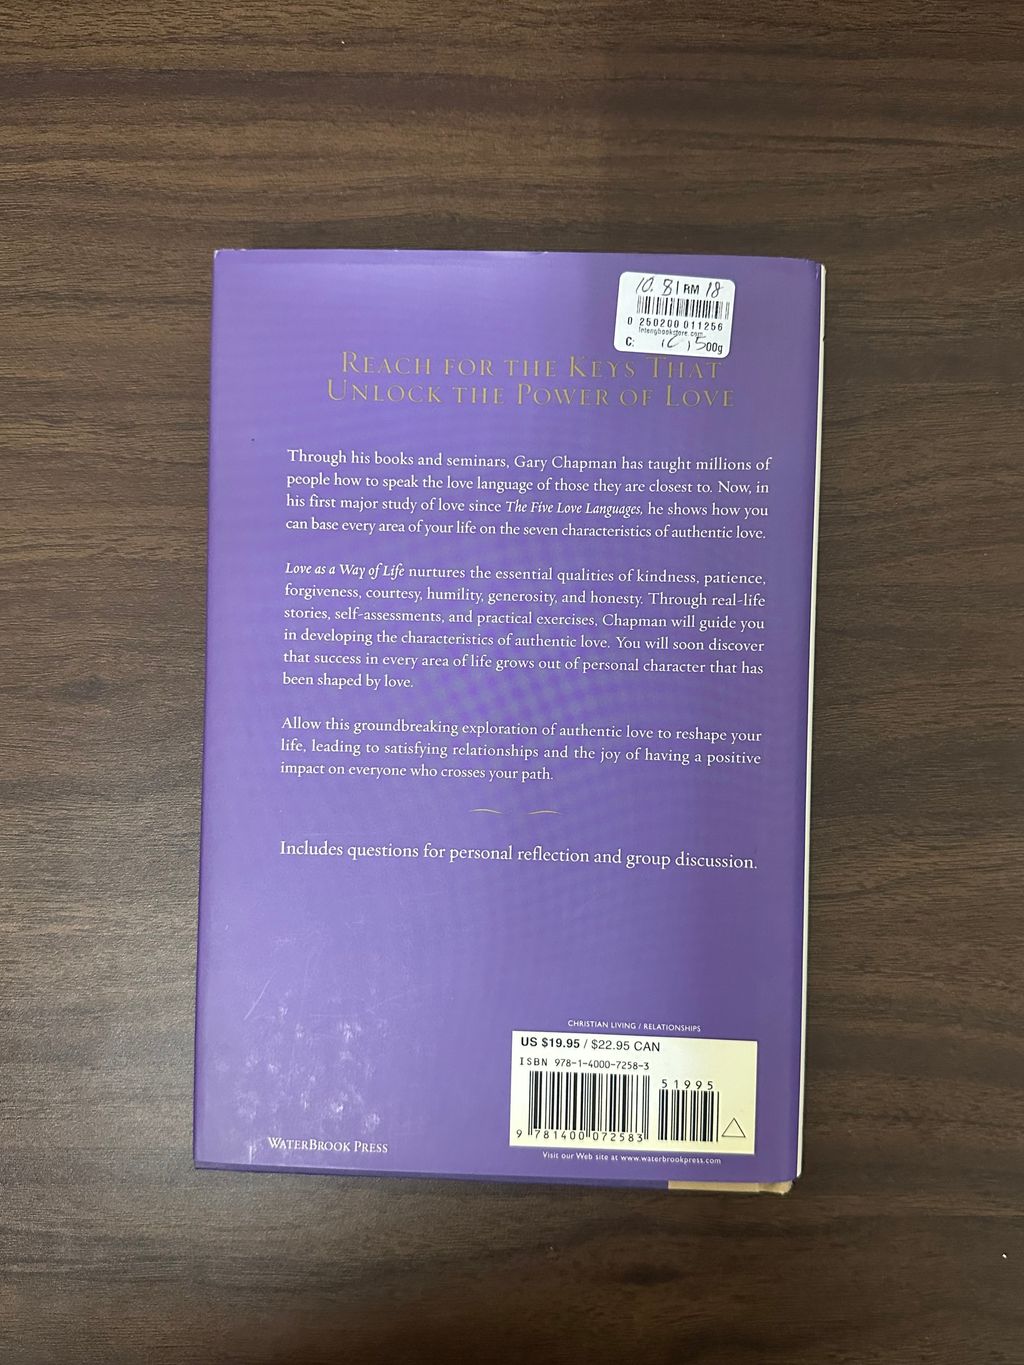 10. 8 | RM 18
0 250200 011256
Intengbookstore.com
C: 500g
REACH FOR THE KEYS THAT
UNLOCK THE POWER OF LOVE
Through his books and seminars, Gary Chapman has taught millions of
people how to speak the love language of those they are closest to. Now, in
his first major study of love since The Five Love Languages, he shows how you
can base every area of your life on the seven characteristics of authentic love.
Love as a Way of Life nurtures the essential qualities of kindness, patience,
forgiveness, courtesy, humility, generosity, and honesty. Through real-life
stories, self-assessments, and practical exercises, Chapman will guide you
in developing the characteristics of authentic love. You will soon discover
that success in every area of life grows out of personal character that has
been shaped by love.
Allow this groundbreaking exploration of authentic love to reshape your
life, leading to satisfying relationships and the joy of having a positive
impact on everyone who crosses your path.
Includes questions for personal reflection and group discussion.
CHRISTIAN LIVING / RELATIONSHIPS
US $19.95 / $22.95 CAN
ISBN 978-1-4000-7258-3
51995
9 781400 072583
WATERBROOK PRESS
Visit our Web site at www.waterbrookpress.com